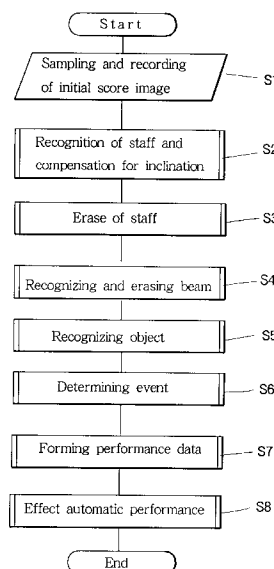 Start
Sampling and recording
of initial score image
S1
Recognition of staff and
compensation for inclination
S2
Erase of staff
S3
Recognizing and erasing beam
S4
Recognizing object
S5
Determining event
S6
Forming performance data
S7
Effect automatic performance
S8
End